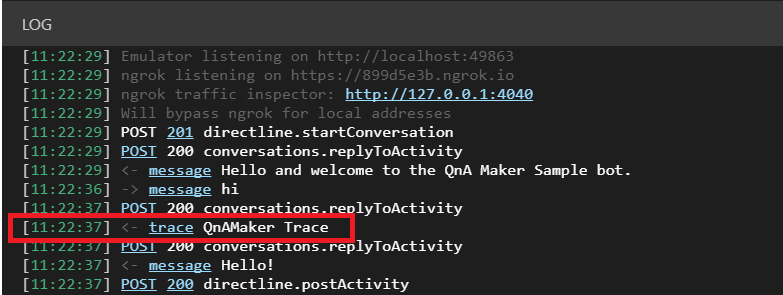 LOG
[11:22:29] Emulator listening on http://localhost:49863
[11:22:29] ngrok listening on https://899d5e3b.ngrok.io
[11:22:29] ngrok traffic inspector: http://127.0.0.1:4040
[11:22:29] Will bypass ngrok for local addresses
[11:22:29] POST 201 directline.startConversation
[11:22:29] POST 200 conversations.replyToActivity
[11:22:29] <- message Hello and welcome to the QnA Maker Sample bot.
[11:22:36] -> message hi
[11:22:37] POST 200 conversations.replyToActivity
[11:22:37] <- trace QnAMaker Trace
[11:22:37] POST 200 conversations.replyToActivity
[11:22:37] <- message Hello!
[11:22:37] POST 200 directline.postActivity